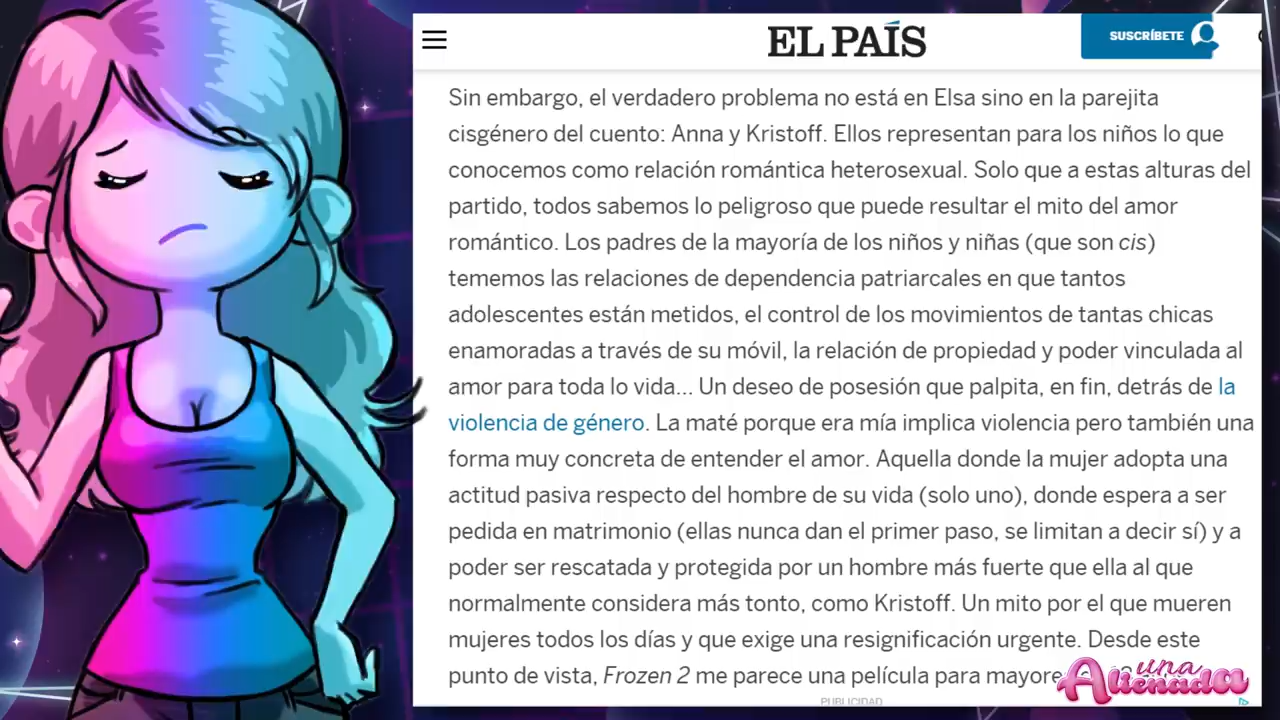 EL PAÍS
SUSCRÍBETE
Sin embargo, el verdadero problema no está en Elsa sino en la parejita
cisgénero del cuento: Anna y Kristoff. Ellos representan para los niños lo que
conocemos como relación romántica heterosexual. Solo que a estas alturas del
partido, todos sabemos lo peligroso que puede resultar el mito del amor
romántico. Los padres de la mayoría de los niños y niñas (que son cis)
tememos las relaciones de dependencia patriarcales en que tantos
adolescentes están metidos, el control de los movimientos de tantas chicas
enamoradas a través de su móvil, la relación de propiedad y poder vinculada al
amor para toda lo vida... Un deseo de posesión que palpita, en fin, detrás de la
violencia de género. La maté porque era mía implica violencia pero también una
forma muy concreta de entender el amor. Aquella donde la mujer adopta una
actitud pasiva respecto del hombre de su vida (solo uno), donde espera a ser
pedida en matrimonio (ellas nunca dan el primer paso, se limitan a decir sí) y a
poder ser rescatada y protegida por un hombre más fuerte que ella al que
normalmente considera más tonto, como Kristoff. Un mito por el que mueren
mujeres todos los días y que exige una resignificación urgente. Desde este
punto de vista, Frozen 2 me parece una película para mayore
una
Alienada
PUBLICIDAD